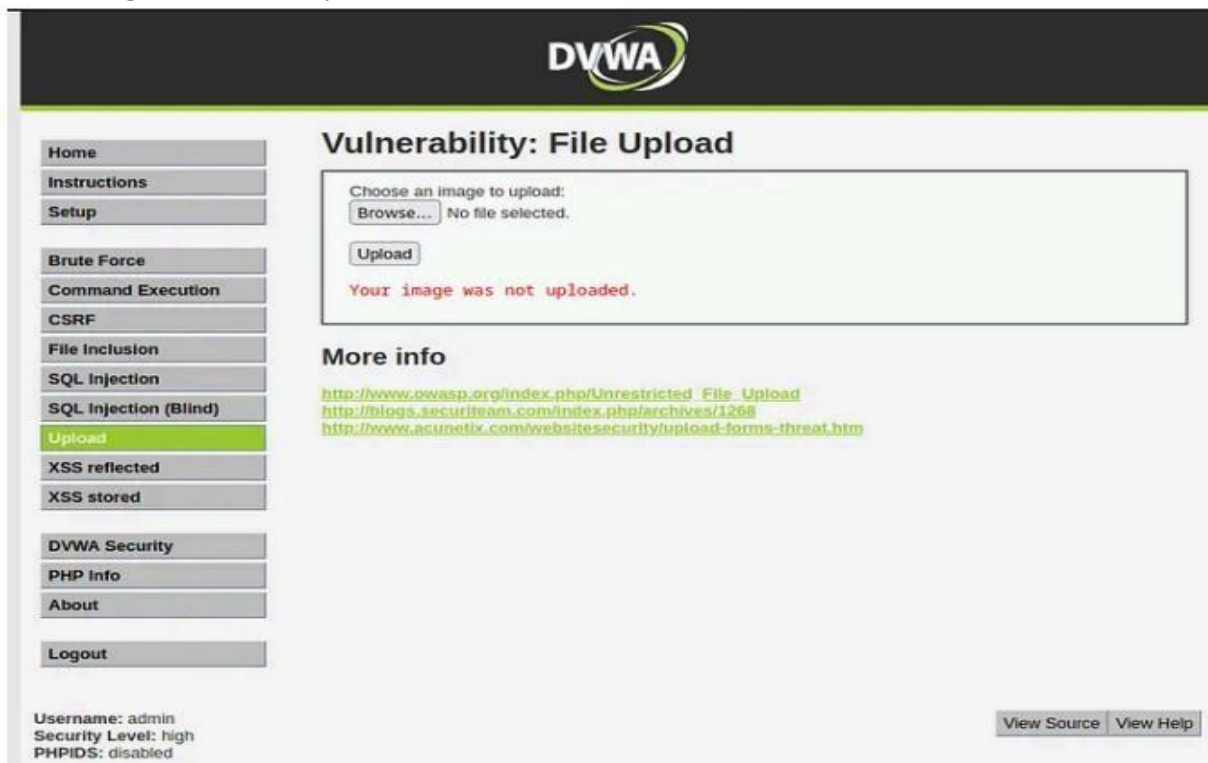 DVWA
Home
Instructions
Setup
Brute Force
Command Execution
CSRF
File Inclusion
SQL Injection
SQL Injection (Blind)
Upload
XSS reflected
XSS stored
DVWA Security
PHP Info
About
Logout
Vulnerability: File Upload
Choose an image to upload:
Browse... No file selected.
Upload
Your image was not uploaded.
More info
http://www.owasp.org/index.php/Unrestricted_File_Upload
http://blogs.securiteam.com/index.php/archives/1268
http://www.acunetix.com/websitesecurity/upload-forms-threat.htm
Username: admin
Security Level: high
PHPIDS: disabled
View Source View Help